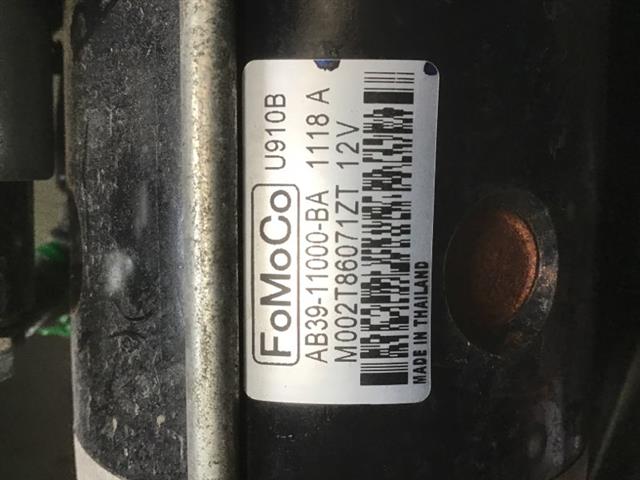 FoMoCo U910B
AB39-11000-BA 1118 A
M002T86071ZT 12V
MADE IN THAILAND